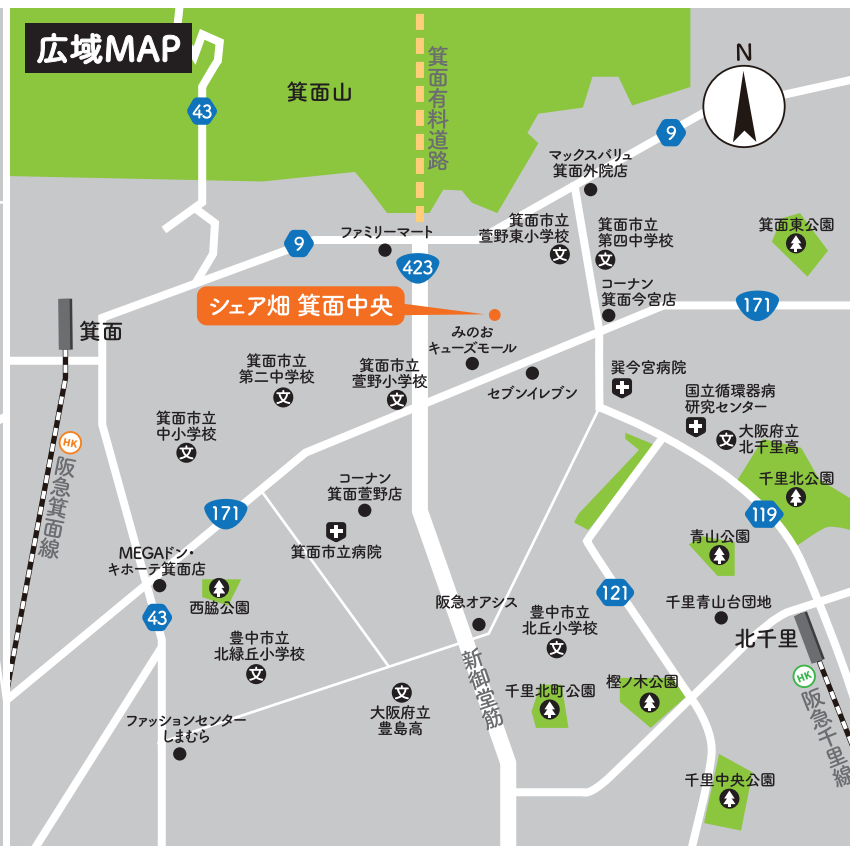 広域MAP
N
箕面山
箕面有料道路
43
9
マックスバリュ
箕面外院店
箕面市立
萱野東小学校
箕面市立
第四中学校
箕面東公園
ファミリーマート
9
423
コーナン
箕面今宮店
171
シェア畑 箕面中央
箕面
みのお
キューズモール
セブンイレブン
箕面市立
第二中学校
箕面市立
萱野小学校
巽今宮病院
国立循環器病
研究センター
大阪府立
北千里高
箕面市立
中小学校
HK
阪急箕面線
コーナン
箕面萱野店
千里北公園
171
119
箕面市立病院
青山公園
MEGAドン・
キホーテ箕面店
西脇公園
43
阪急オアシス
121
千里青山台団地
豊中市立
北丘小学校
北千里
豊中市立
北緑丘小学校
新御堂筋
千里北町公園
樫ノ木公園
HK
阪急千里線
大阪府立
豊島高
ファッションセンター
しまむら
千里中央公園